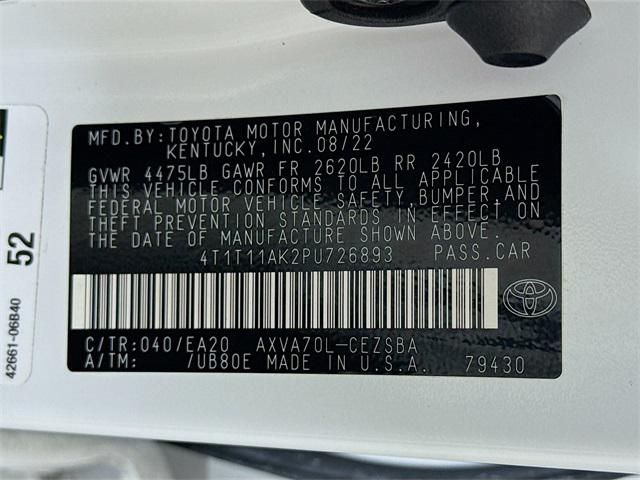 MFD.BY:TOYOTA MOTOR MANUFACTURING,
KENTUCKY,INC.08/22
GVWR 4475LB GAWR FR 2620LB RR 2420LB
THIS VEHICLE CONFORMS TO ALL APPLICABLE
FEDERAL MOTOR VEHICLE SAFETY,BUMPER,AND
THEFT PREVENTION STANDARDS IN EFFECT ON
THE DATE OF MANUFACTURE SHOWN ABOVE.
4T1T11AK2PU726893 PASS.CAR
C/TR:040/EA20 AXVA70L-CEZSBA
A/TM: /UB80E MADE IN U.S.A. 79430
52
42661-06B40